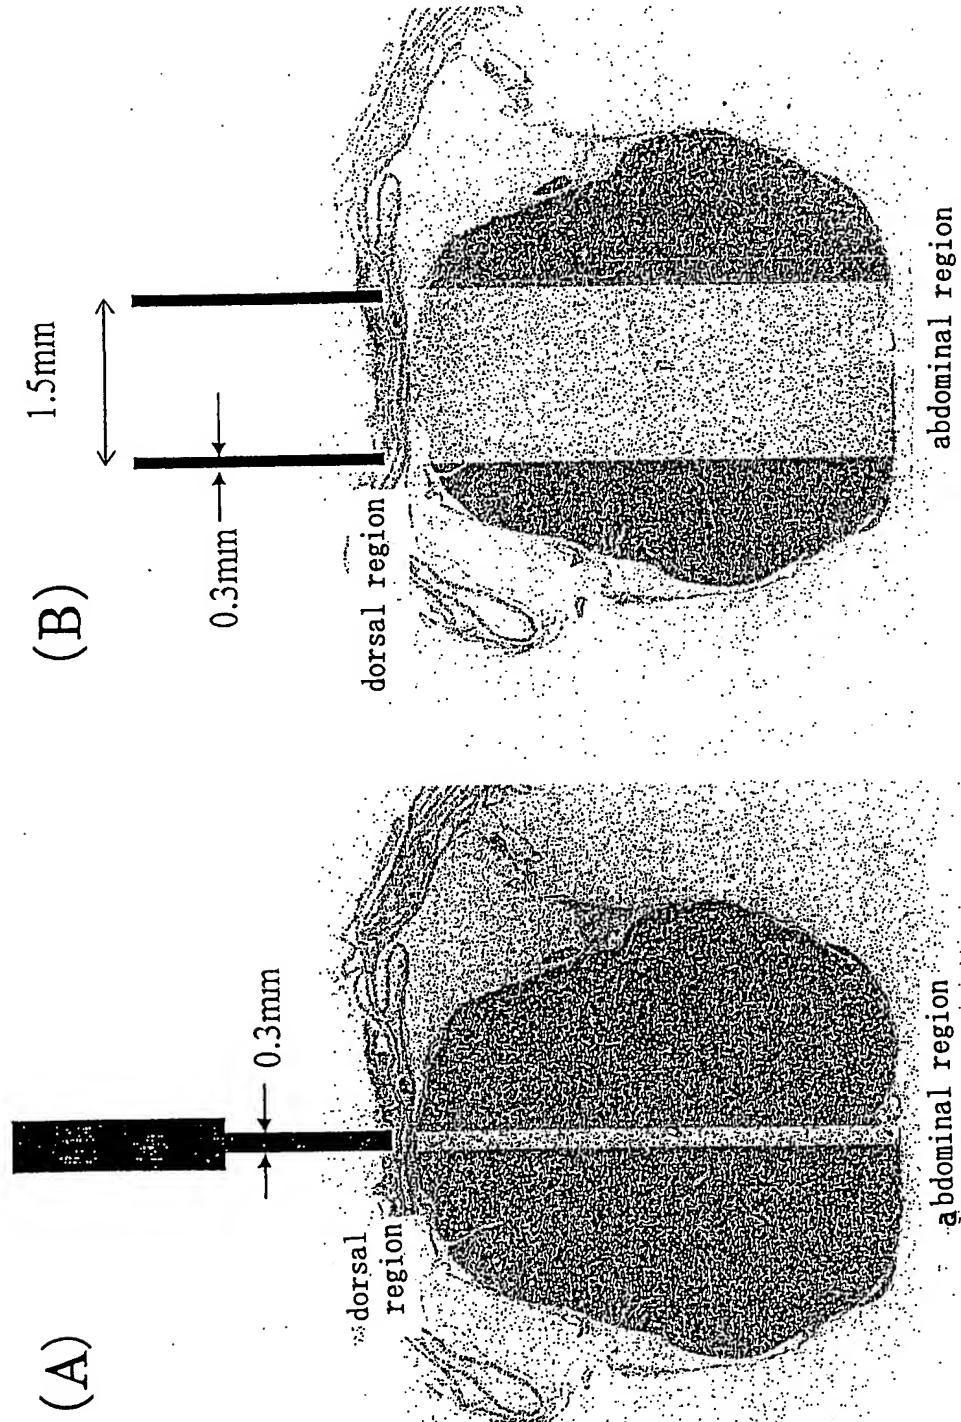 (A)
0.3mm
dorsal
region
abdominal region
(B)
1.5mm
0.3mm
dorsal region
abdominal region